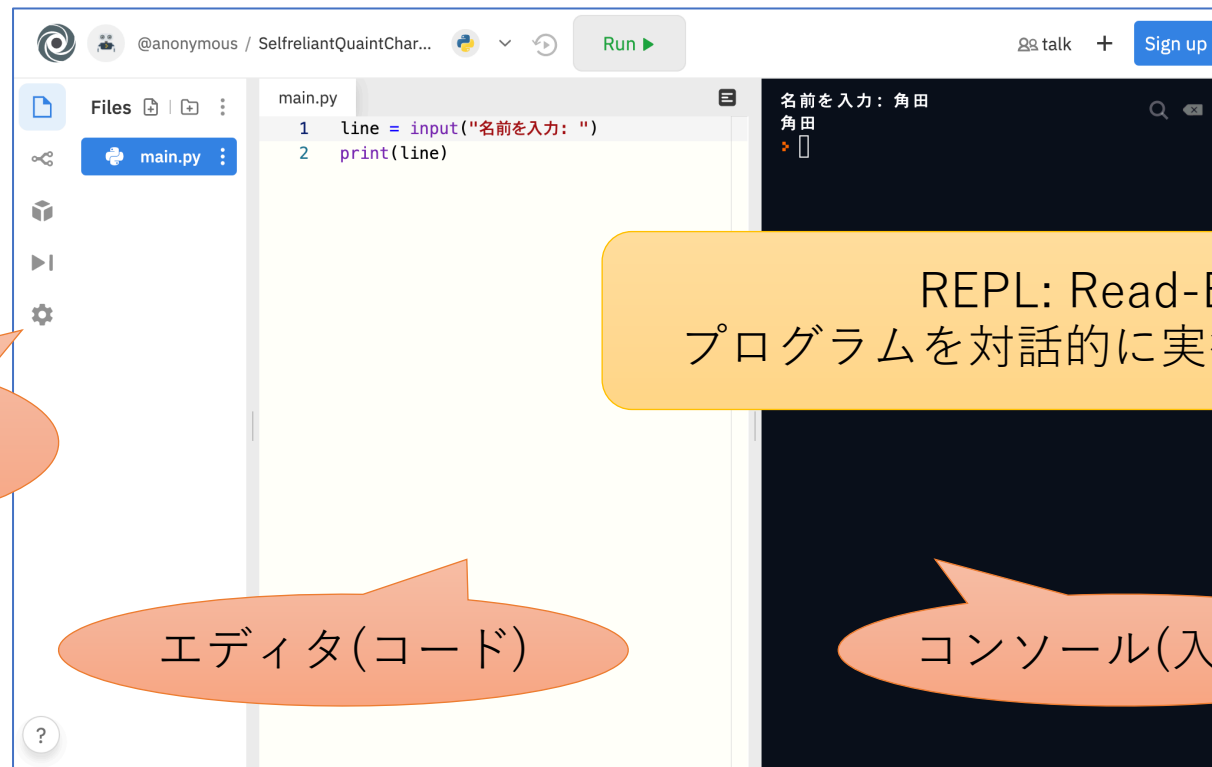 @anonymous / SelfreliantQuaintChar...
Run
talk
+
Sign up
Files
main.py
main.py
1 line = input("名前を入力: ")
2 print(line)
名前を入力: 角田
角田
REPL: Read-
プログラムを対話的に実
エディタ(コード)
コンソール(入
?